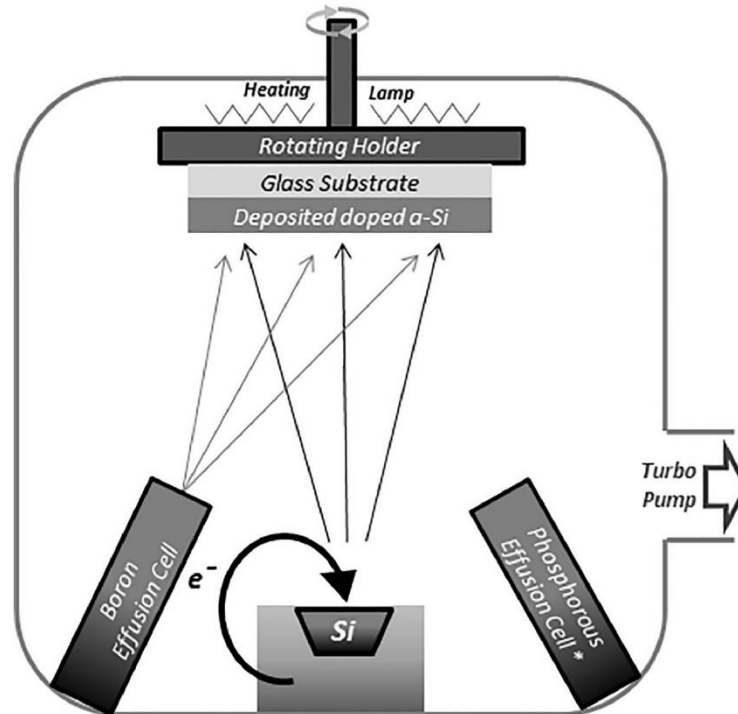 Heating Lamp
Rotating Holder
Glass Substrate
Deposited doped a-Si
Turbo
Pump
Boron
Effusion Cell
e-
Si
Phosphorous
Effusion Cell *